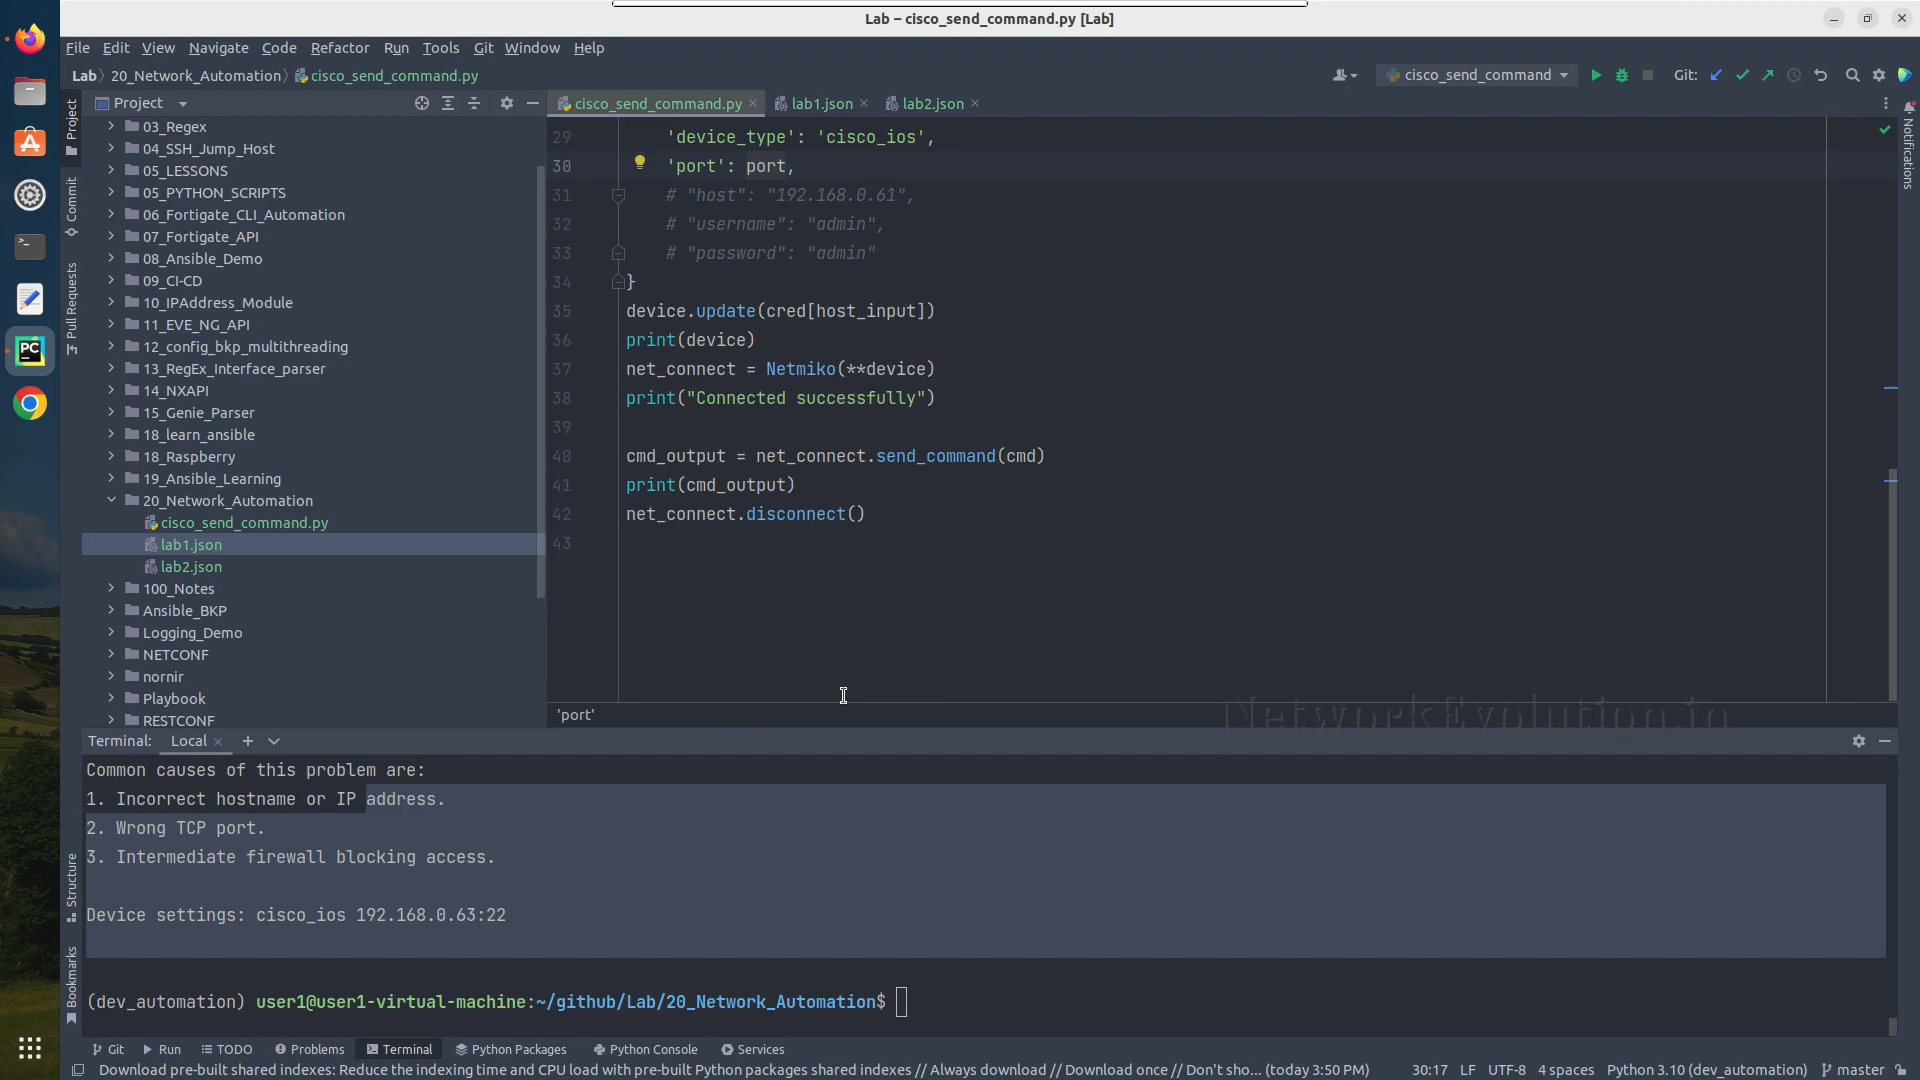 Lab – cisco_send_command.py [Lab]
File Edit View Navigate Code Refactor Run Tools Git Window Help
Lab 20_Network_Automation cisco_send_command.py
cisco_send_command
Git:
Project
cisco_send_command.py
lab1.json
lab2.json
Project
Commit
Pull Requests
Structure
Bookmarks
Notifications
03_Regex
04_SSH_Jump_Host
05_LESSONS
05_PYTHON_SCRIPTS
06_Fortigate_CLI_Automation
07_Fortigate_API
08_Ansible_Demo
09_CI-CD
10_IPAddress_Module
11_EVE_NG_API
12_config_bkp_multithreading
13_RegEx_Interface_parser
14_NXAPI
15_Genie_Parser
18_learn_ansible
18_Raspberry
19_Ansible_Learning
20_Network_Automation
cisco_send_command.py
lab1.json
lab2.json
100_Notes
Ansible_BKP
Logging_Demo
NETCONF
nornir
Playbook
RESTCONF
29 'device_type': 'cisco_ios',
30 'port': port,
31 # "host": "192.168.0.61",
32 # "username": "admin",
33 # "password": "admin"
34 }
35 device.update(cred[host_input])
36 print(device)
37 net_connect = Netmiko(**device)
38 print("Connected successfully")
39
40 cmd_output = net_connect.send_command(cmd)
41 print(cmd_output)
42 net_connect.disconnect()
43
'port'
NetworkEvolution.in
Terminal: Local
Common causes of this problem are:
1. Incorrect hostname or IP address.
2. Wrong TCP port.
3. Intermediate firewall blocking access.
Device settings: cisco_ios 192.168.0.63:22
(dev_automation) user1@user1-virtual-machine:~/github/Lab/20_Network_Automation$
Git Run TODO Problems Terminal Python Packages Python Console Services
Download pre-built shared indexes: Reduce the indexing time and CPU load with pre-built Python packages shared indexes // Always download // Download once // Don't sho... (today 3:50 PM) 30:17 LF UTF-8 4 spaces Python 3.10 (dev_automation) master